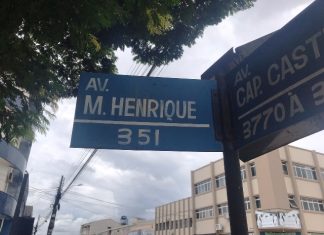 AV.
M. HENRIQUE
351
AV.
CAP. CAST
3770 À 3